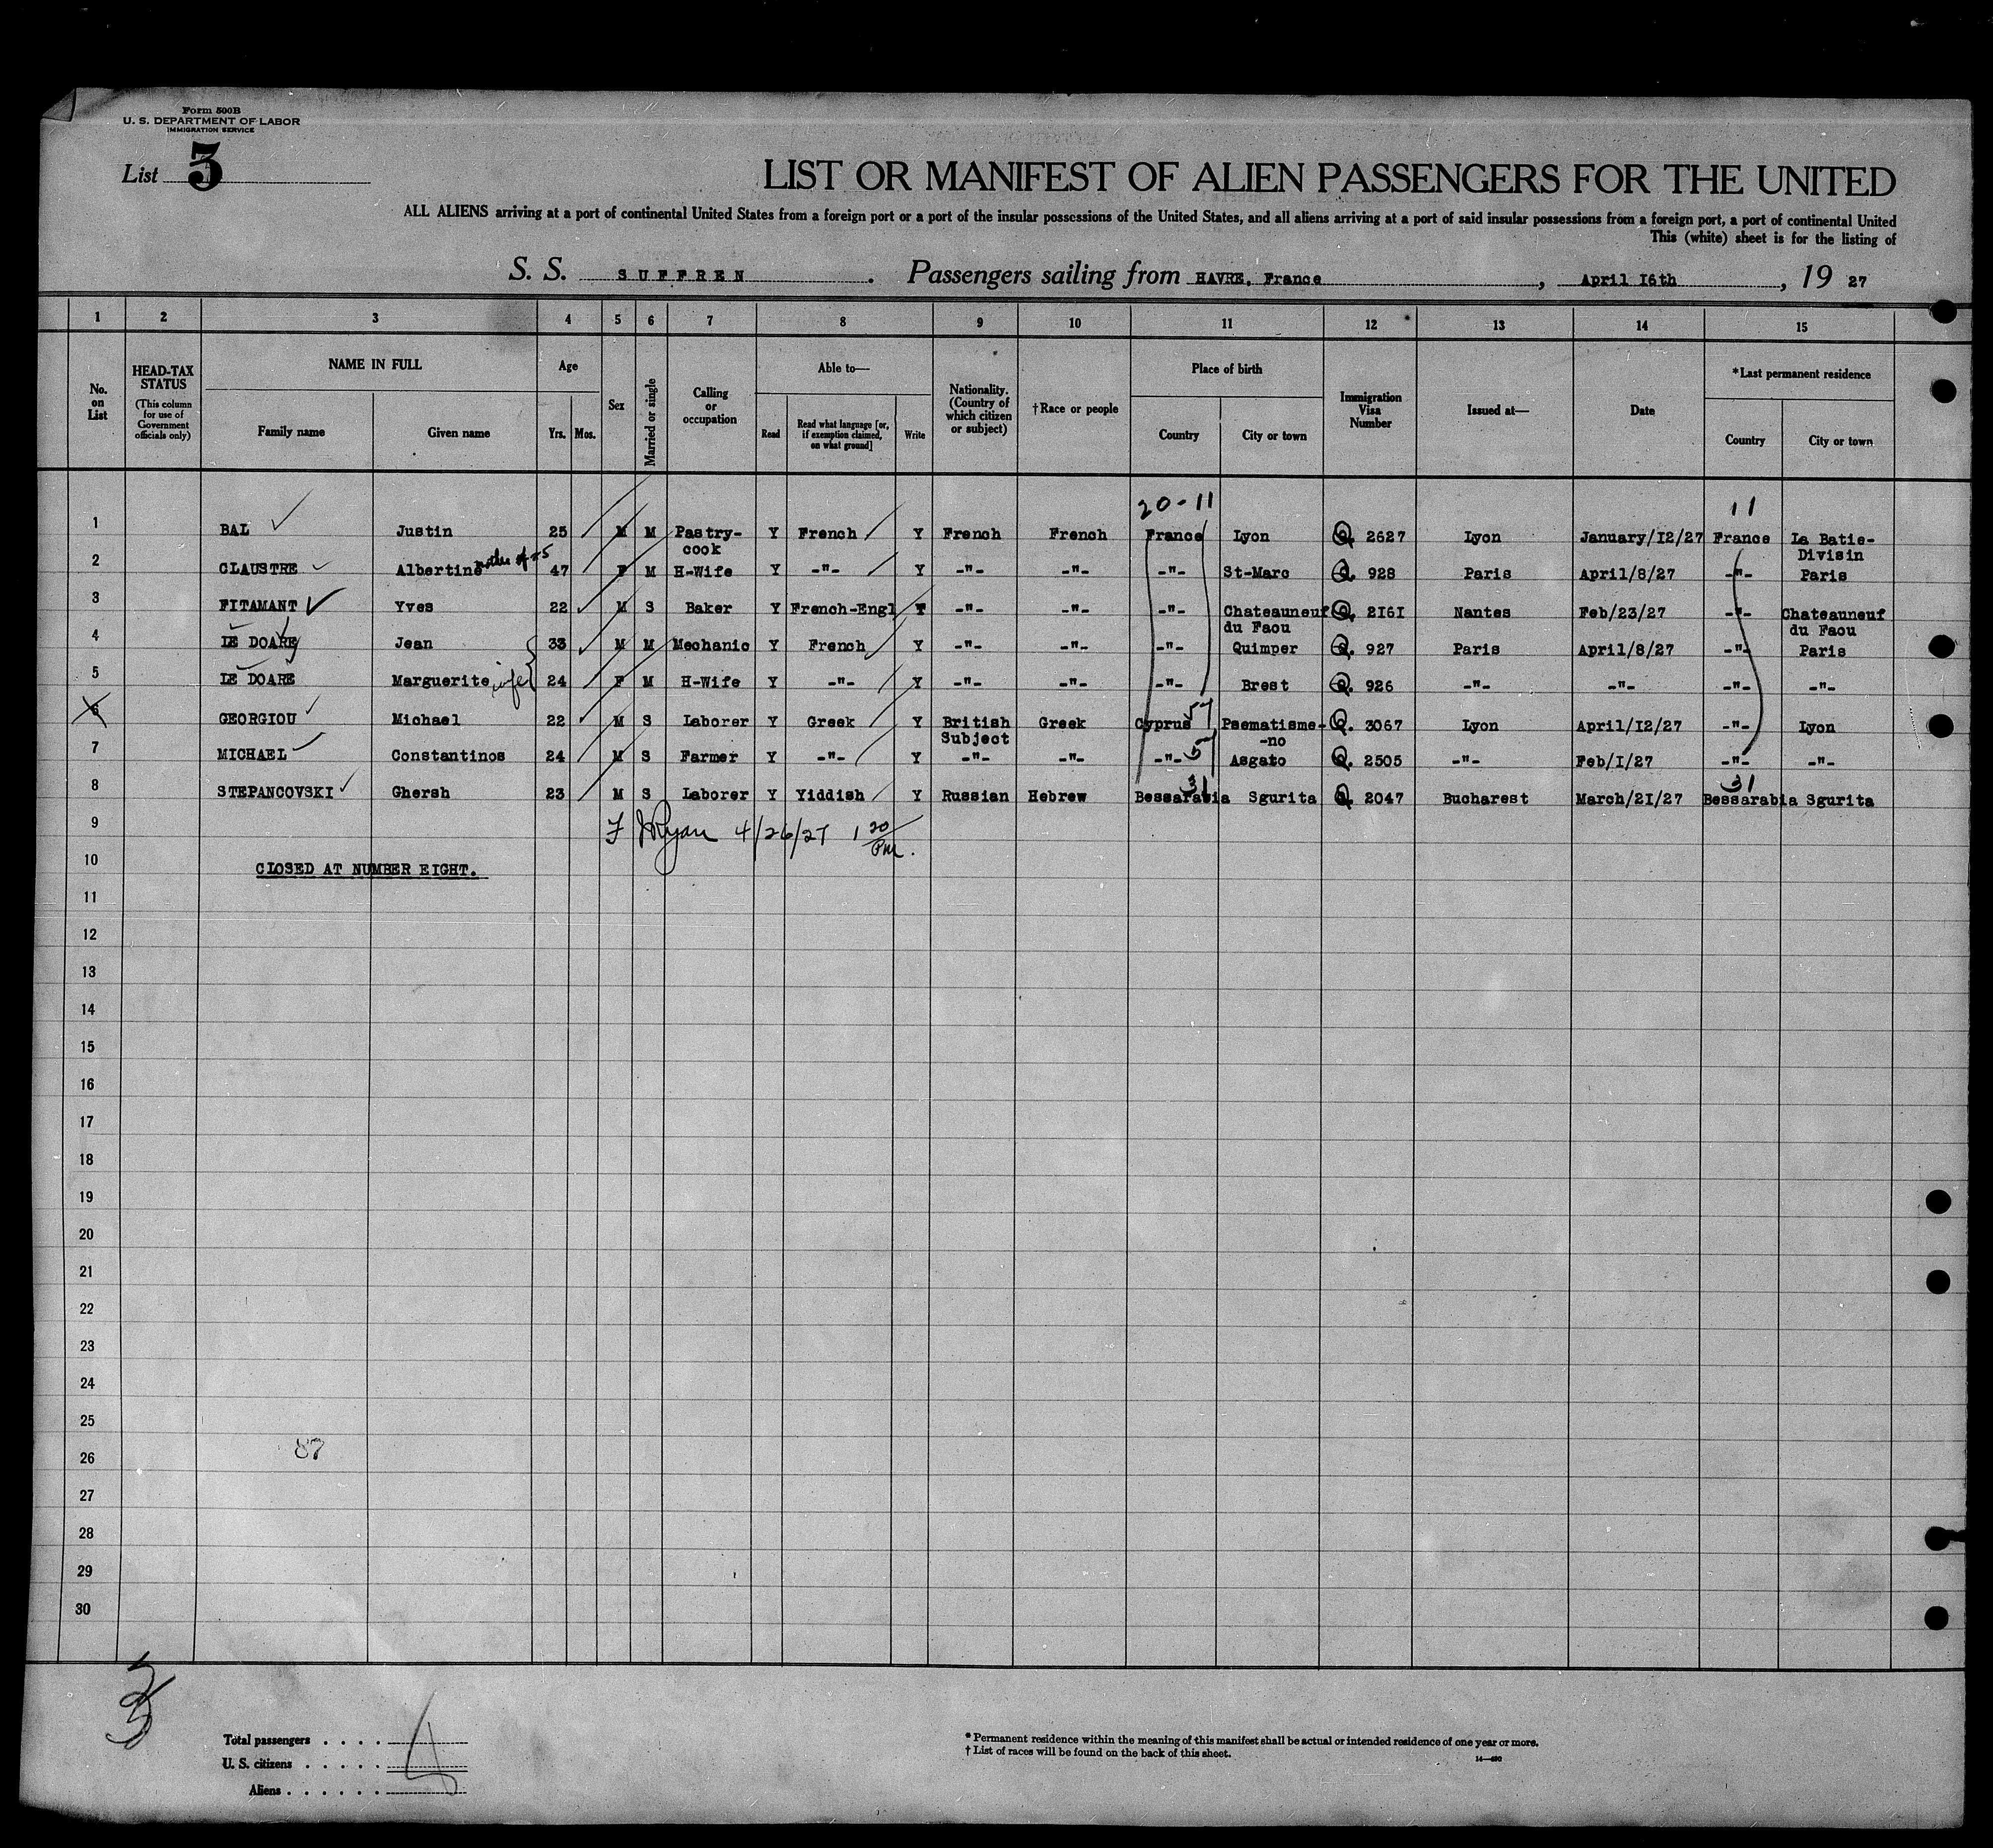 Form 500B
U. S. DEPARTMENT OF LABOR
IMMIGRATION SERVICE
List 5
LIST OR MANIFEST OF ALIEN PASSENGERS FOR THE UNITED
ALL ALIENS arriving at a port of continental United States from a foreign port or a port of the insular possessions of the United States, and all aliens arriving at a port of said insular possessions from a foreign port, a port of continental United
This (white) sheet is for the listing of
S. S. SUFFREN. Passengers sailing from HAVRE, France, April 16th, 19 27
1 2 3 4 5 6 7 8 9 10 11 12 13 14 15
No. on List
HEAD-TAX STATUS (This column for use of Government officials only)
NAME IN FULL
Family name
Given name
Age
Yrs. Mos.
Sex
Married or single
Calling or occupation
Able to—
Read
Read what language [or, if exemption claimed, on what ground]
Write
Nationality. (Country of which citizen or subject)
†Race or people
Place of birth
Country
City or town
Immigration Visa Number
Issued at—
Date
*Last permanent residence
Country
City or town
20-11 11
1 BAL Justin 25 M M Pastry-cook Y French Y French French France Lyon Q. 2627 Lyon January/12/27 France La Batie-Divisin
2 CLAUSTRE Albertine 47 F M H-Wife Y -"- Y -"- -"- -"- St-Marc Q. 928 Paris April/8/27 -"- Paris
3 FITAMANT Yves 22 M S Baker Y French-Engl Y -"- -"- -"- Chateauneuf du Faou Q. 2161 Nantes Feb/23/27 -"- Chateauneuf du Faou
4 LE DOARE Jean 33 M M Mechanic Y French Y -"- -"- -"- Quimper Q. 927 Paris April/8/27 -"- Paris
5 LE DOARE Marguerite wife 24 F M H-Wife Y -"- Y -"- -"- -"- Brest Q. 926 -"- -"- -"- -"-
6 GEORGIOU Michael 22 M S Laborer Y Greek Y British Subject Greek Cyprus 57 Psematisme--no Q. 3067 Lyon April/12/27 -"- Lyon
7 MICHAEL Constantinos 24 M S Farmer Y -"- Y -"- -"- -"- 57 Asgato Q. 2505 -"- Feb/1/27 -"- -"-
8 STEPANCOVSKI Ghersh 23 M S Laborer Y Yiddish Y Russian Hebrew Bessarabia 31 Sgurita Q. 2047 Bucharest March/21/27 Bessarabia 31 Sgurita
9 Ryan 4/26/27 1 20/PM.
10 CLOSED AT NUMBER EIGHT.
11
12
13
14
15
16
17
18
19
20
21
22
23
24
25
26 87
27
28
29
30
Total passengers
U. S. citizens
Aliens
* Permanent residence within the meaning of this manifest shall be actual or intended residence of one year or more.
† List of races will be found on the back of this sheet.